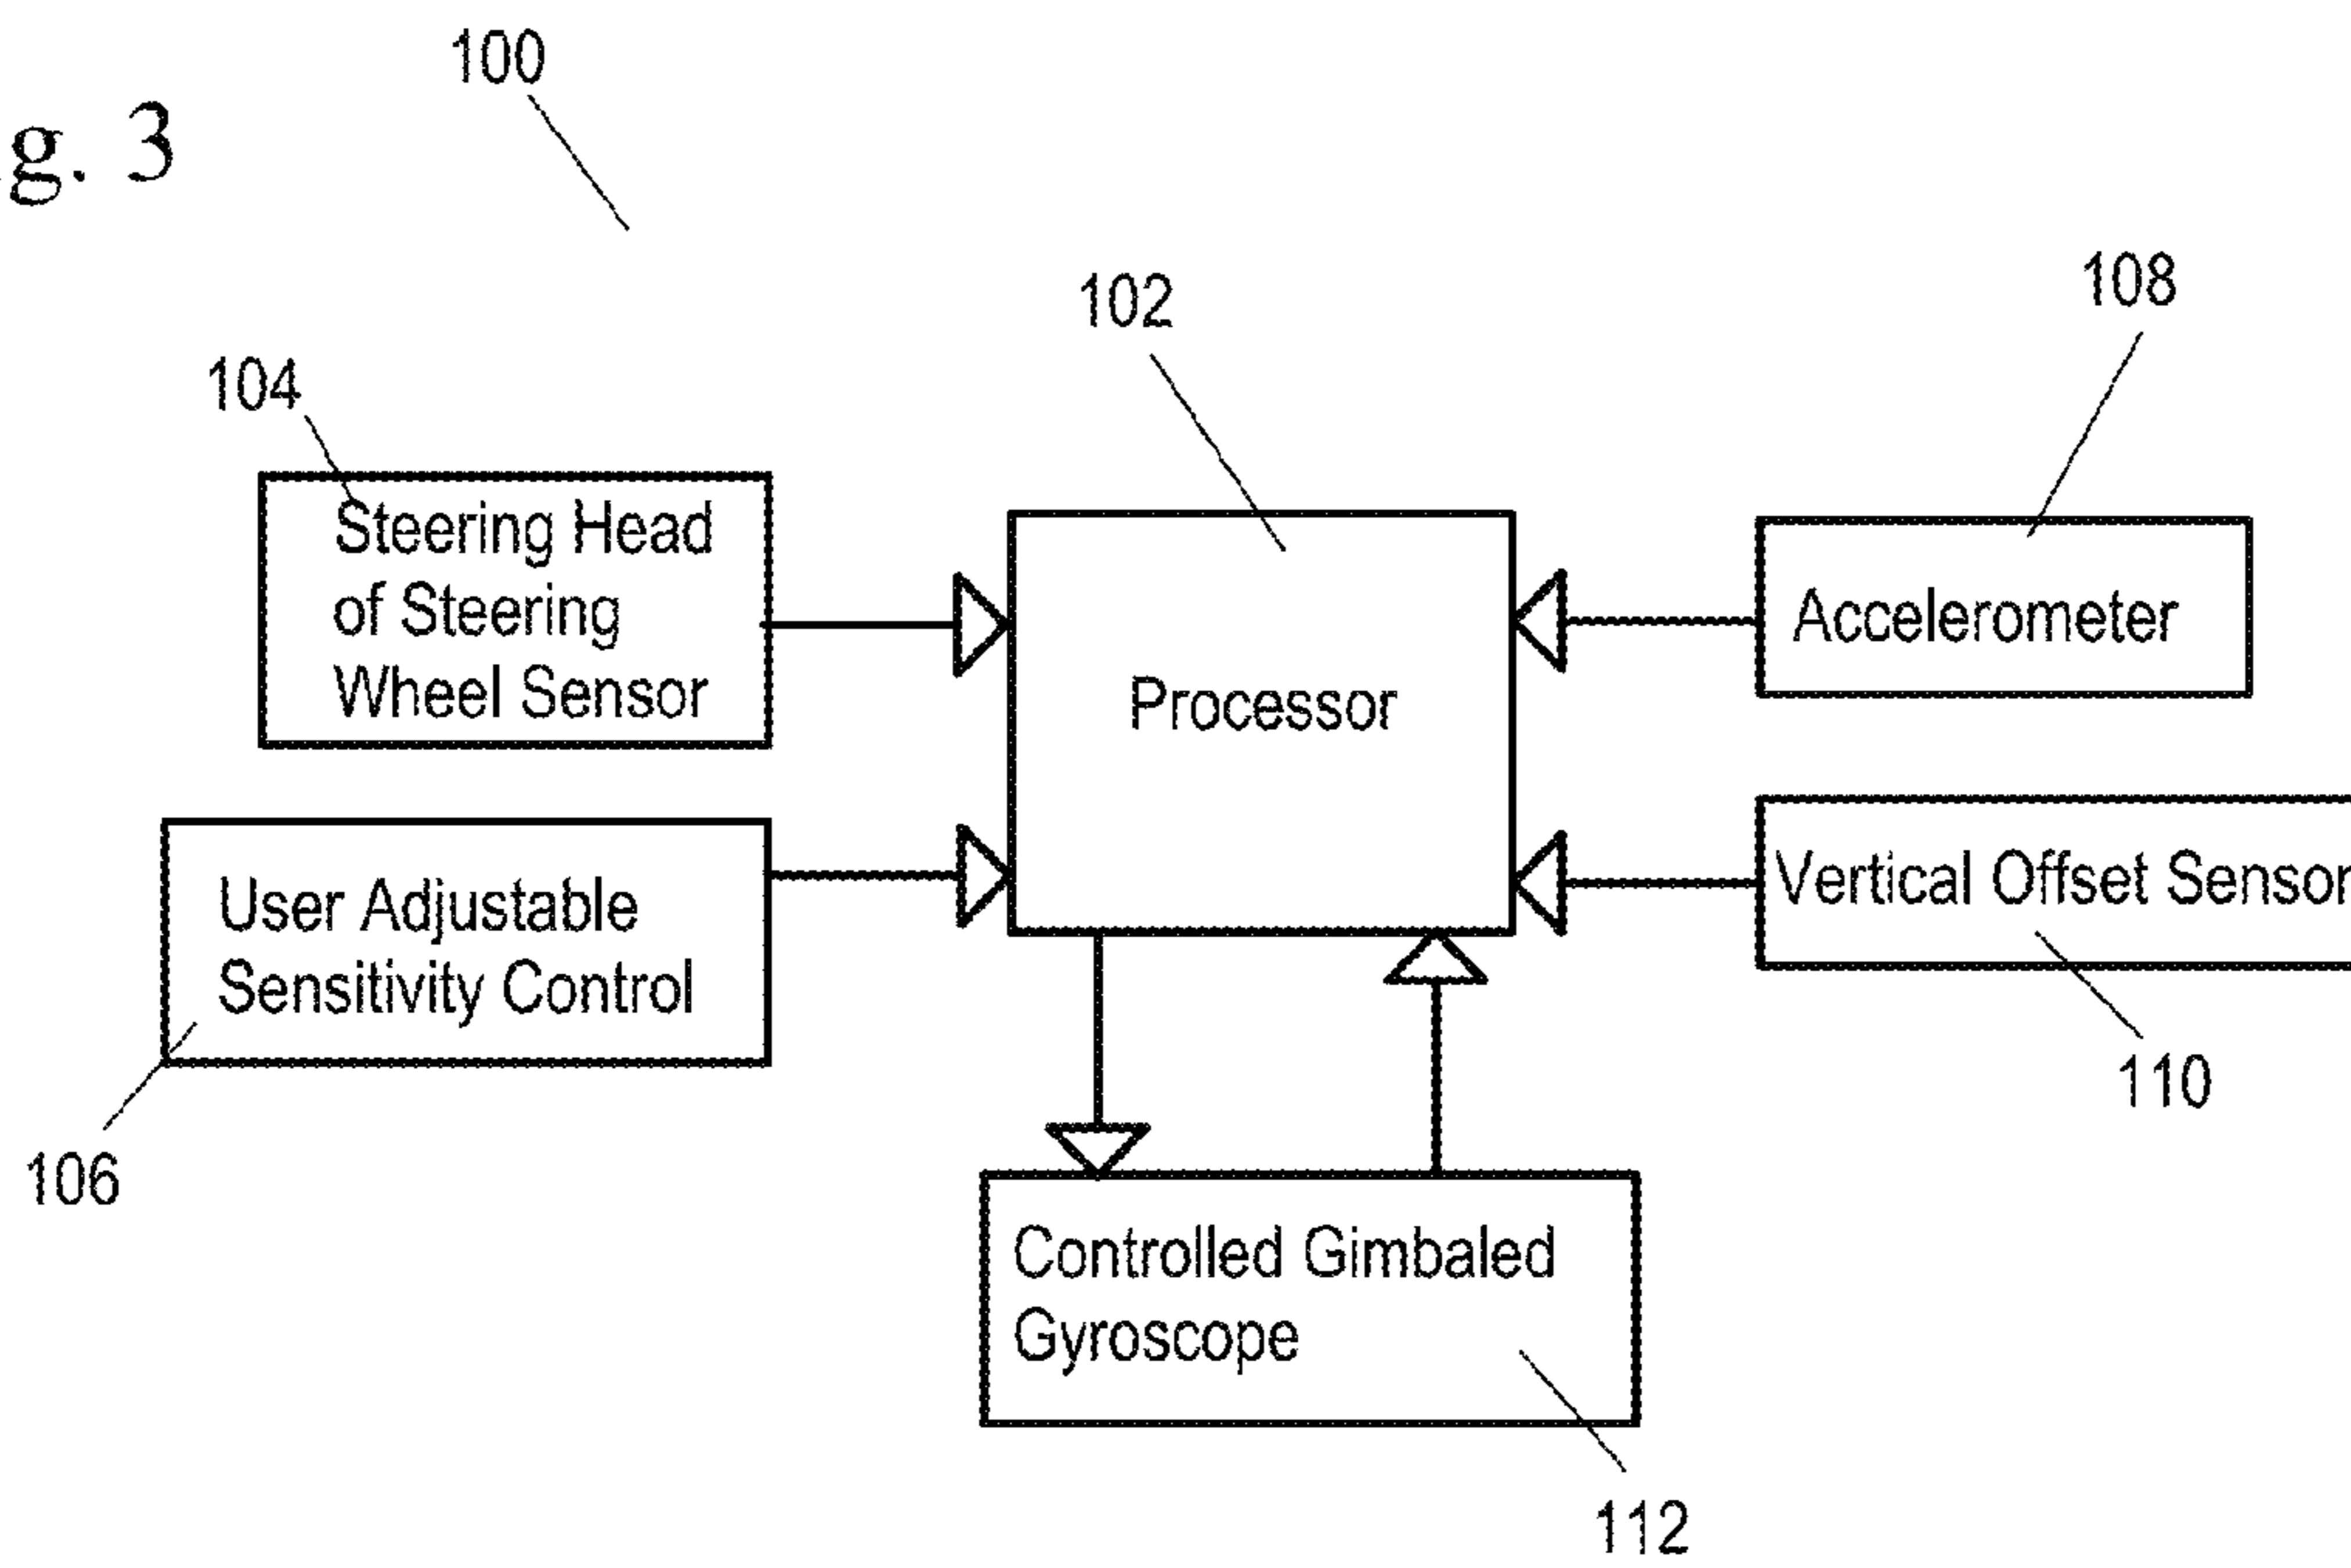 100
g. 3
108
102
104
Steering Head
of Steering
Wheel Sensor
Processor
Accelerometer
User Adjustable
Sensitivity Control
Vertical Offset Sensor
110
106
Controlled Gimbaled
Gyroscope
112